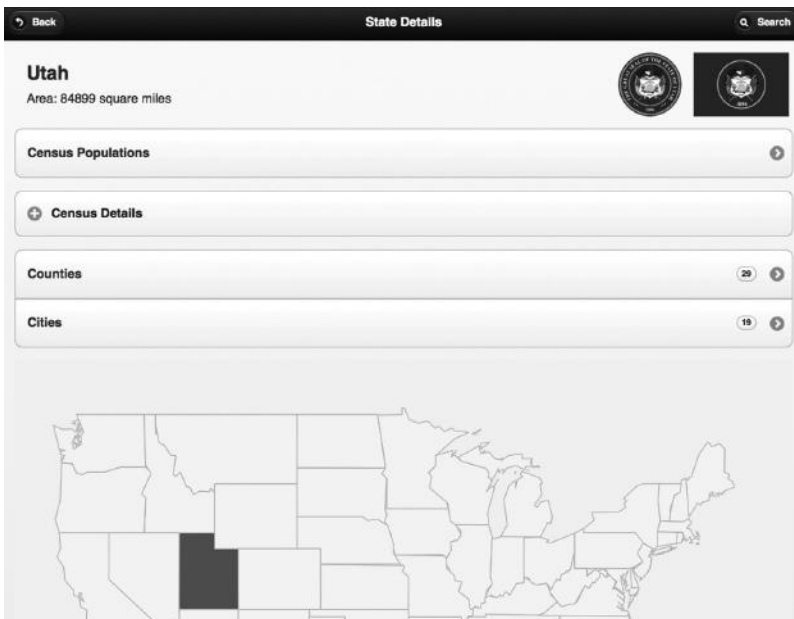 Back
State Details
Search
Utah
Area: 84899 square miles
Census Populations
Census Details
Counties
29
Cities
19